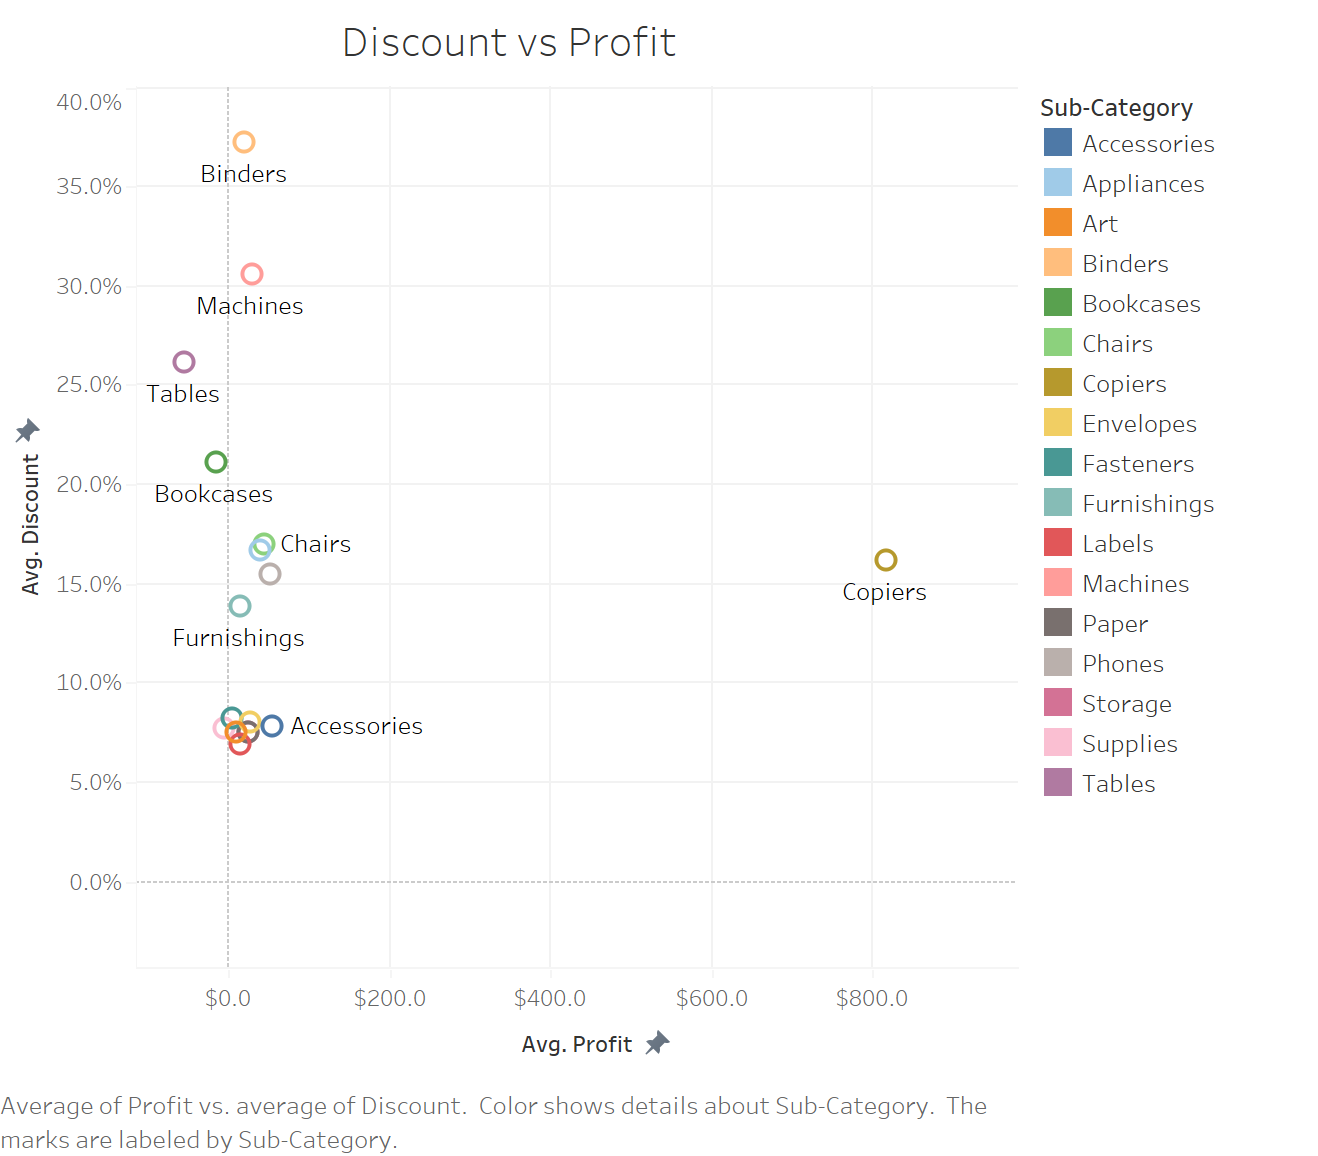 Discount vs Profit
40.0%
35.0%
30.0%
25.0%
20.0%
15.0%
10.0%
5.0%
0.0%
Avg. Discount
Binders
Machines
Tables
Bookcases
Chairs
Copiers
Furnishings
Accessories
$0.0 $200.0 $400.0 $600.0 $800.0
Avg. Profit
Sub-Category
Accessories
Appliances
Art
Binders
Bookcases
Chairs
Copiers
Envelopes
Fasteners
Furnishings
Labels
Machines
Paper
Phones
Storage
Supplies
Tables
Average of Profit vs. average of Discount. Color shows details about Sub-Category. The
marks are labeled by Sub-Category.